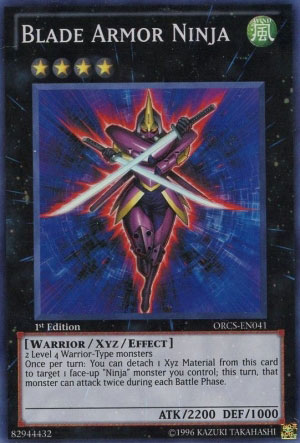 BLADE ARMOR NINJA
WIND
風
1st Edition
ORCS-EN041
[WARRIOR / XYZ / EFFECT]
2 Level 4 Warrior-Type monsters
Once per turn: You can detach 1 Xyz Material from this card
to target 1 face-up "Ninja" monster you control; this turn, that
monster can attack twice during each Battle Phase.
ATK/2200 DEF/1000
82944432
©1996 KAZUKI TAKAHASHI